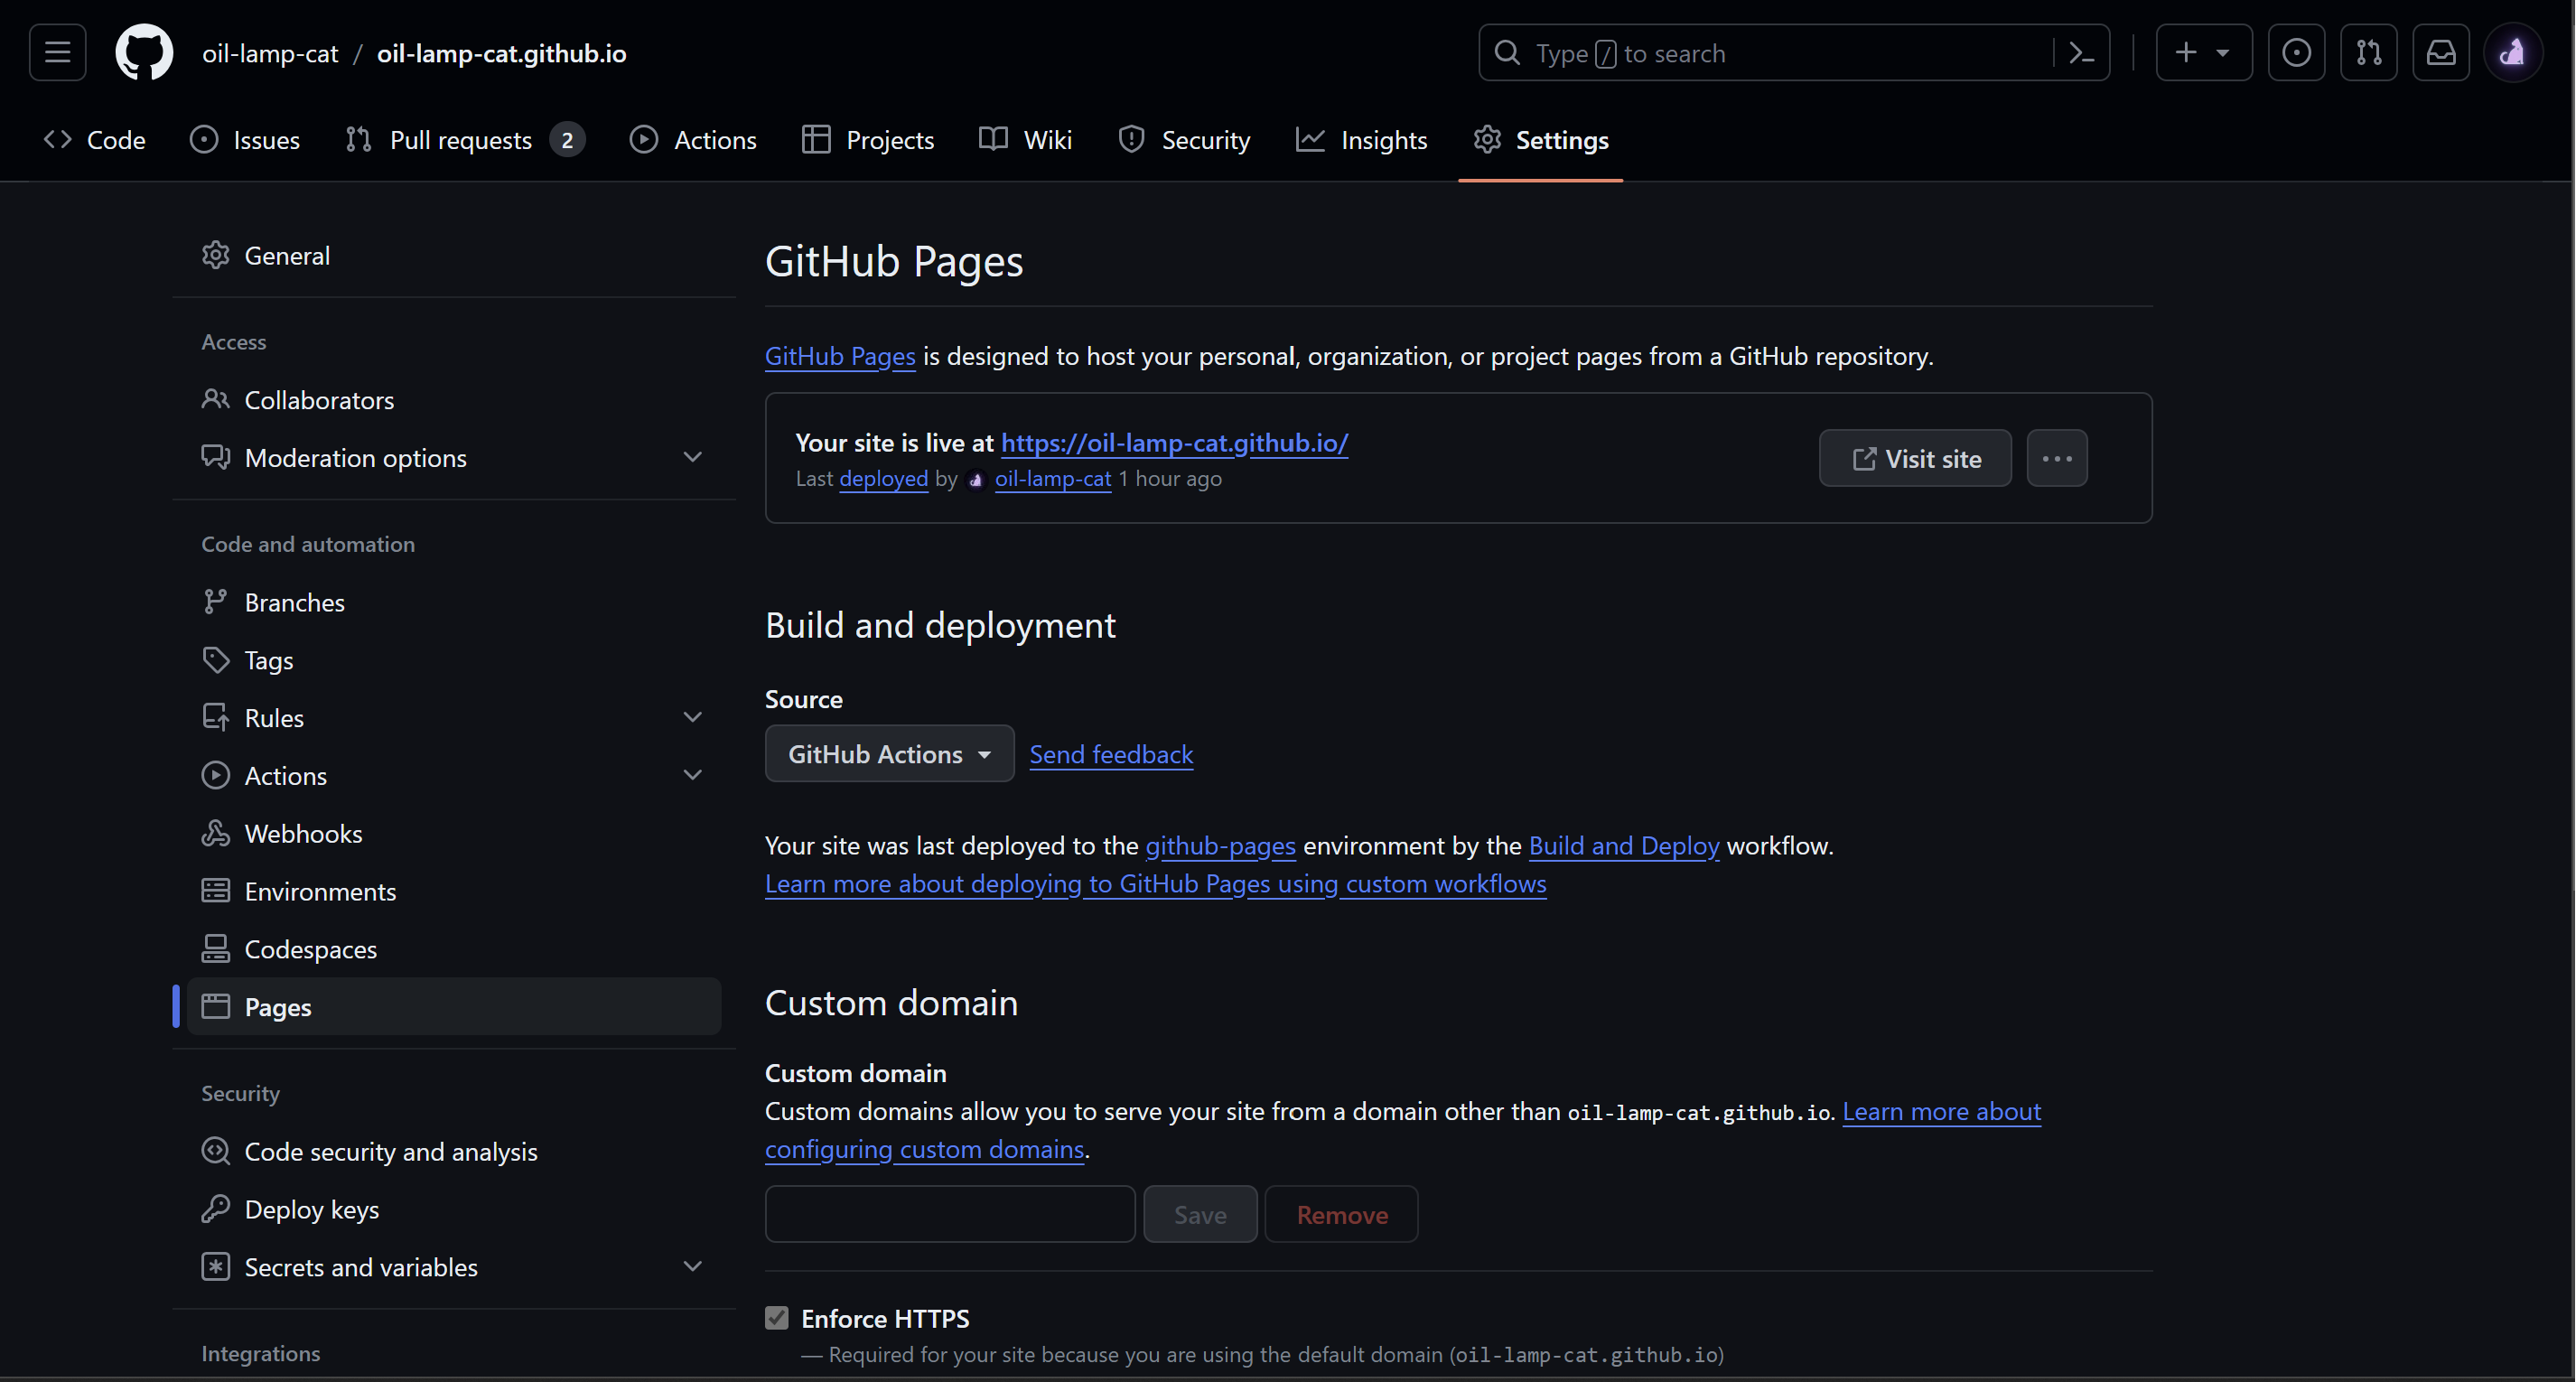 oil-lamp-cat / oil-lamp-cat.github.io
Type / to search
Code
Issues
Pull requests 2
Actions
Projects
Wiki
Security
Insights
Settings
General
Access
Collaborators
Moderation options
Code and automation
Branches
Tags
Rules
Actions
Webhooks
Environments
Codespaces
Pages
Security
Code security and analysis
Deploy keys
Secrets and variables
Integrations
GitHub Pages
GitHub Pages is designed to host your personal, organization, or project pages from a GitHub repository.
Your site is live at https://oil-lamp-cat.github.io/
Last deployed by oil-lamp-cat 1 hour ago
Visit site
Build and deployment
Source
GitHub Actions
Send feedback
Your site was last deployed to the github-pages environment by the Build and Deploy workflow.
Learn more about deploying to GitHub Pages using custom workflows
Custom domain
Custom domain
Custom domains allow you to serve your site from a domain other than oil-lamp-cat.github.io. Learn more about
configuring custom domains.
Save
Remove
Enforce HTTPS
— Required for your site because you are using the default domain (oil-lamp-cat.github.io)